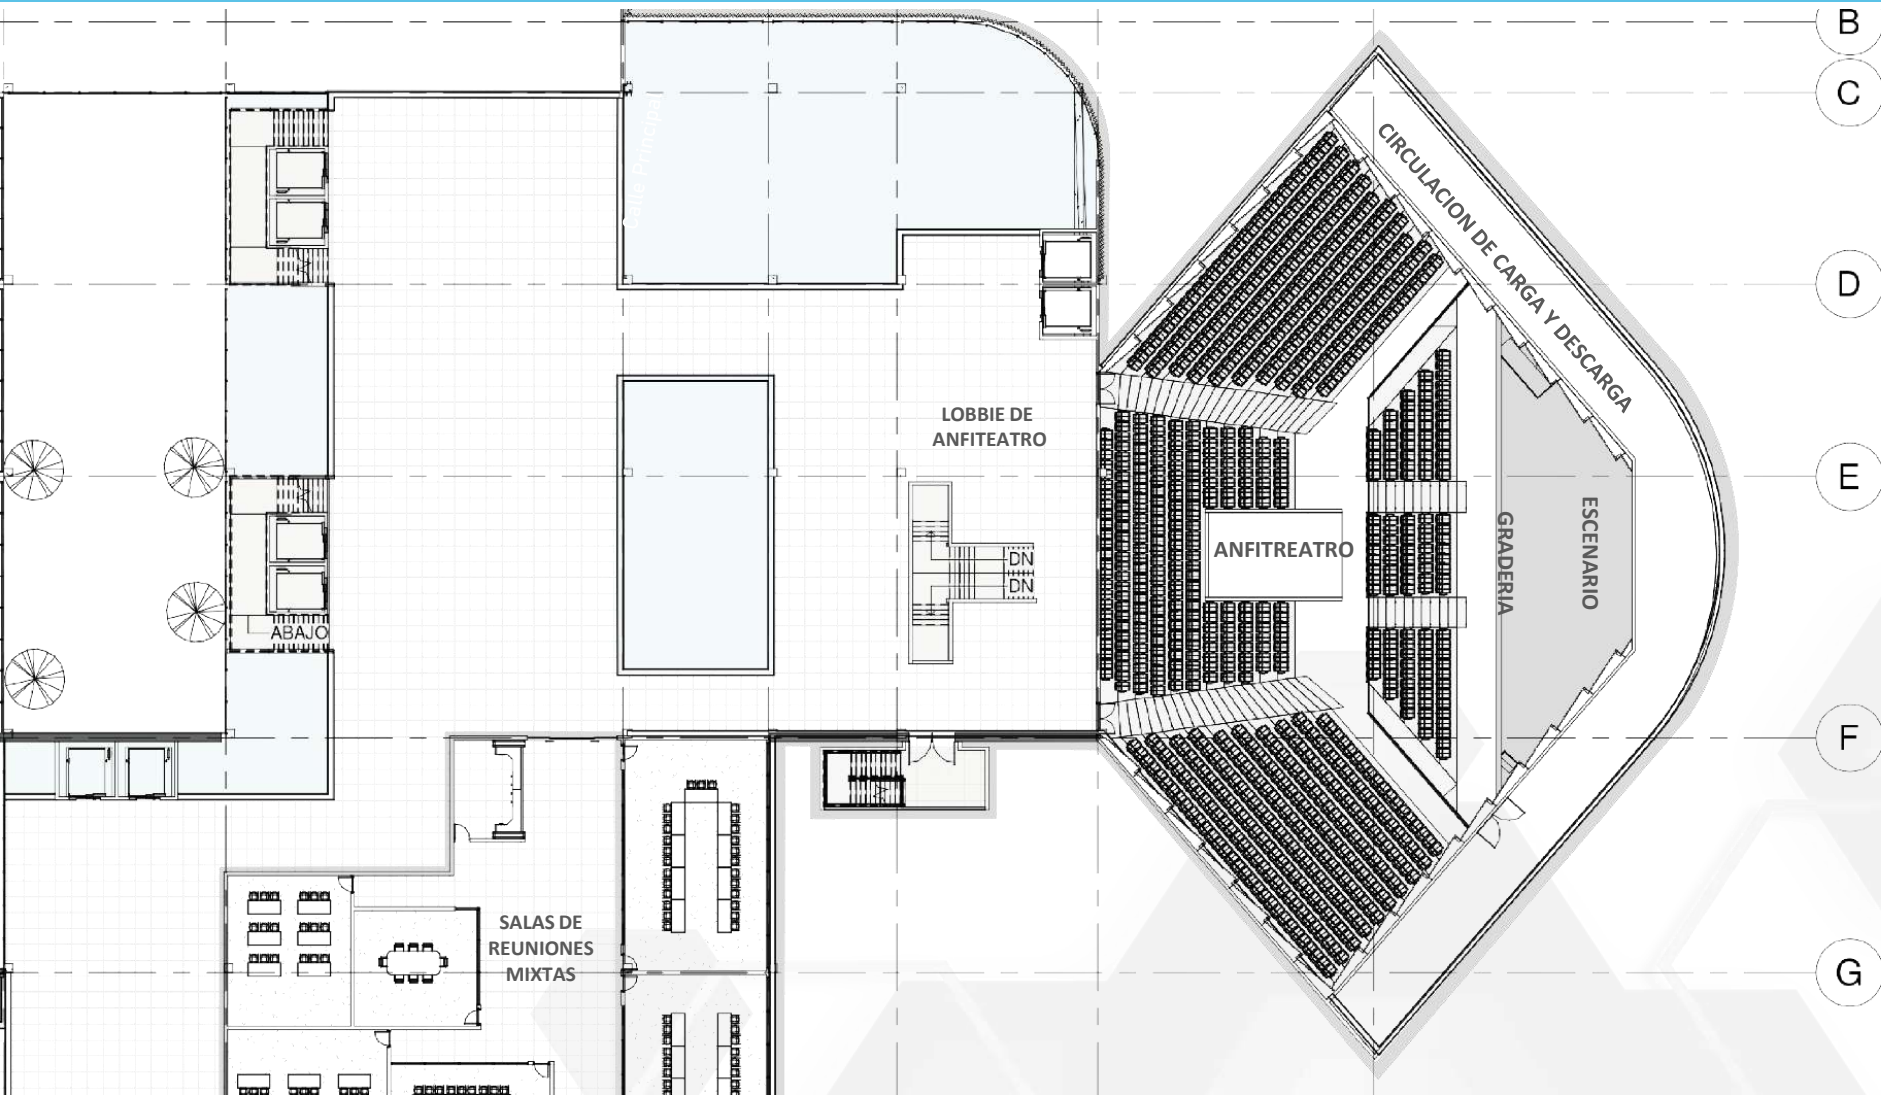 B
C
Calle Principal
CIRCULACION DE CARGA Y DESCARGA
D
LOBBIE DE
ANFITEATRO
E
ANFITREATRO
GRADERIA
ESCENARIO
DN
DN
ABAJO
F
SALAS DE
REUNIONES
MIXTAS
G